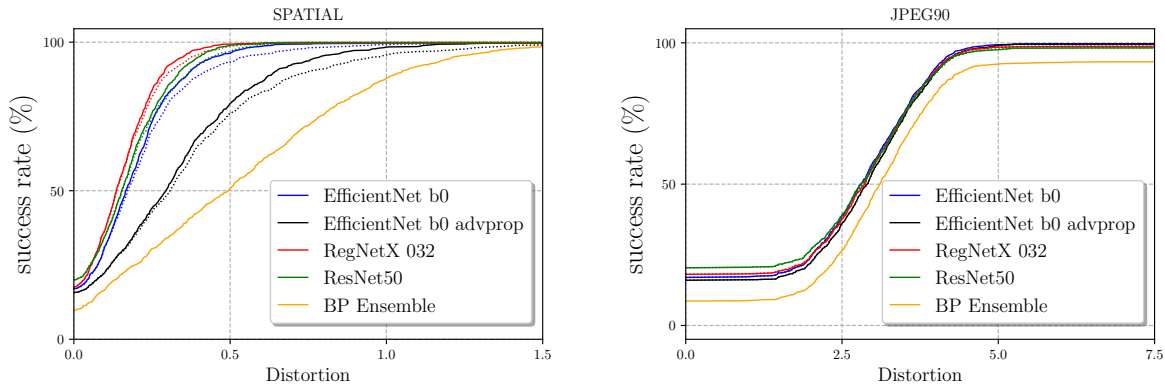 SPATIAL
success rate (%)
100
50
0
0.0
0.5
1.0
1.5
Distortion
EfficientNet b0
EfficientNet b0 advprop
RegNetX 032
ResNet50
BP Ensemble
JPEG90
success rate (%)
100
50
0
0.0
2.5
5.0
7.5
Distortion
EfficientNet b0
EfficientNet b0 advprop
RegNetX 032
ResNet50
BP Ensemble